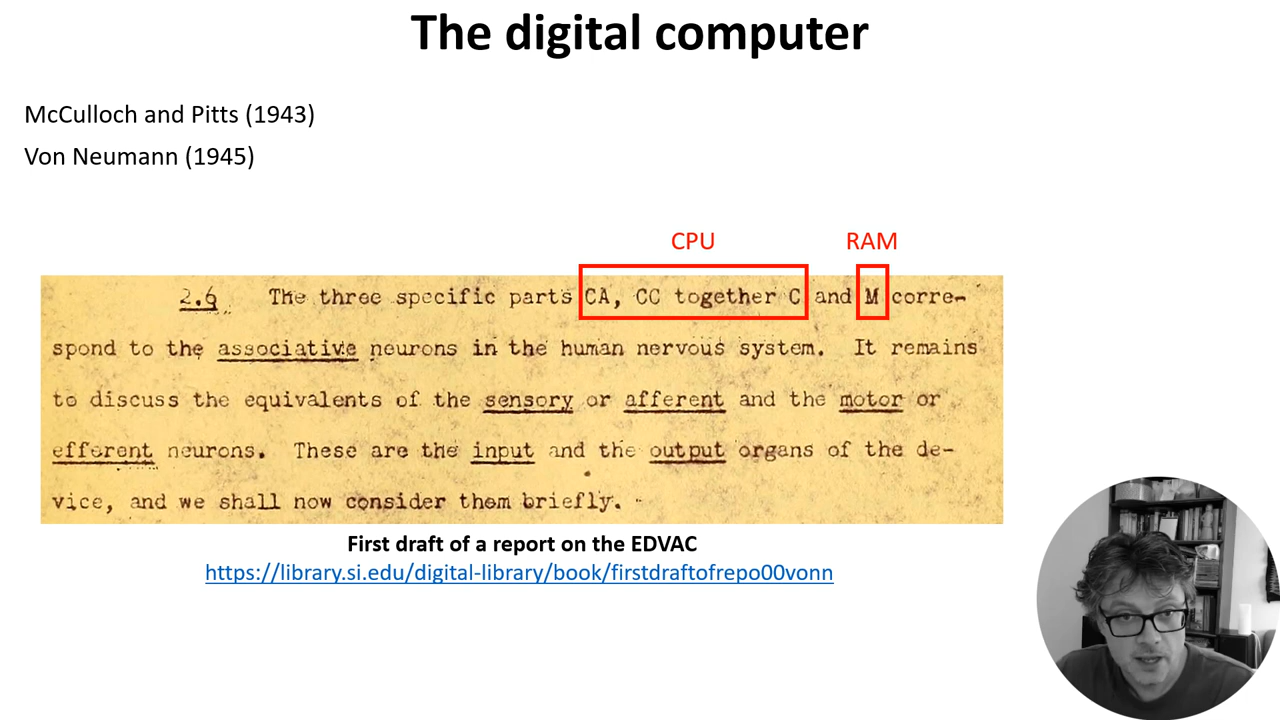 The digital computer
McCulloch and Pitts (1943)
Von Neumann (1945)
CPU RAM
2.6 The three specific parts CA, CC together C and M corre-
spond to the associative neurons in the human nervous system. It remains
to discuss the equivalents of the sensory or afferent and the motor or
efferent neurons. These are the input and the output organs of the de-
vice, and we shall now consider them briefly.
First draft of a report on the EDVAC
https://library.si.edu/digital-library/book/firstdraftofrepo00vonn